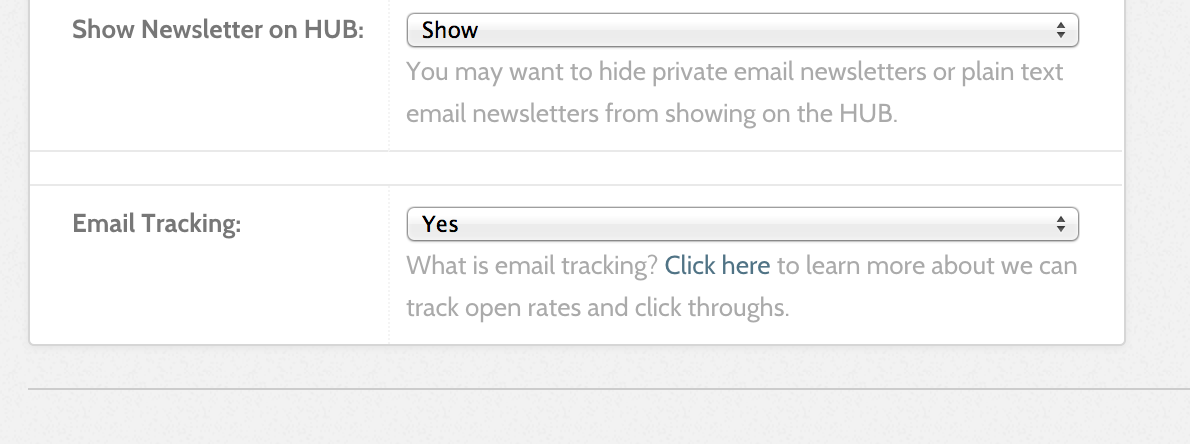 Show Newsletter on HUB:
Show
You may want to hide private email newsletters or plain text
email newsletters from showing on the HUB.
Email Tracking:
Yes
What is email tracking? Click here to learn more about we can
track open rates and click throughs.